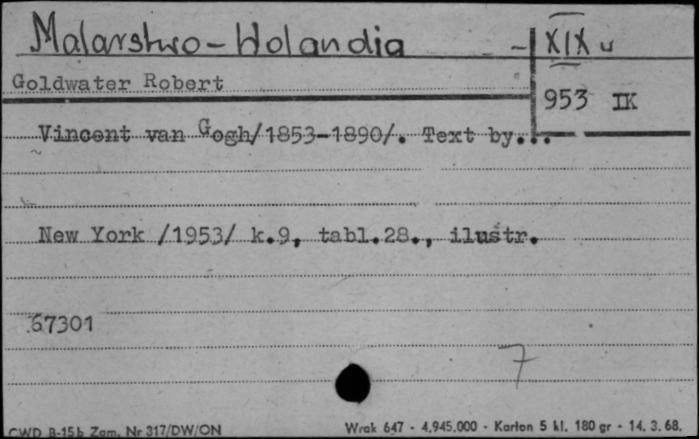 Malarstwo - Holandia - XIX w
Goldwater Robert
953 IK
Vincent van Gogh/1853-1890/. Text by...
New York /1953/ k.9, tabl.28., ilustr.
67301
7
CWD B-15b Zam. Nr 317/DW/ON Wrak 647 - 4,945.000 - Karton 5 kl. 180 gr - 14. 3. 68.